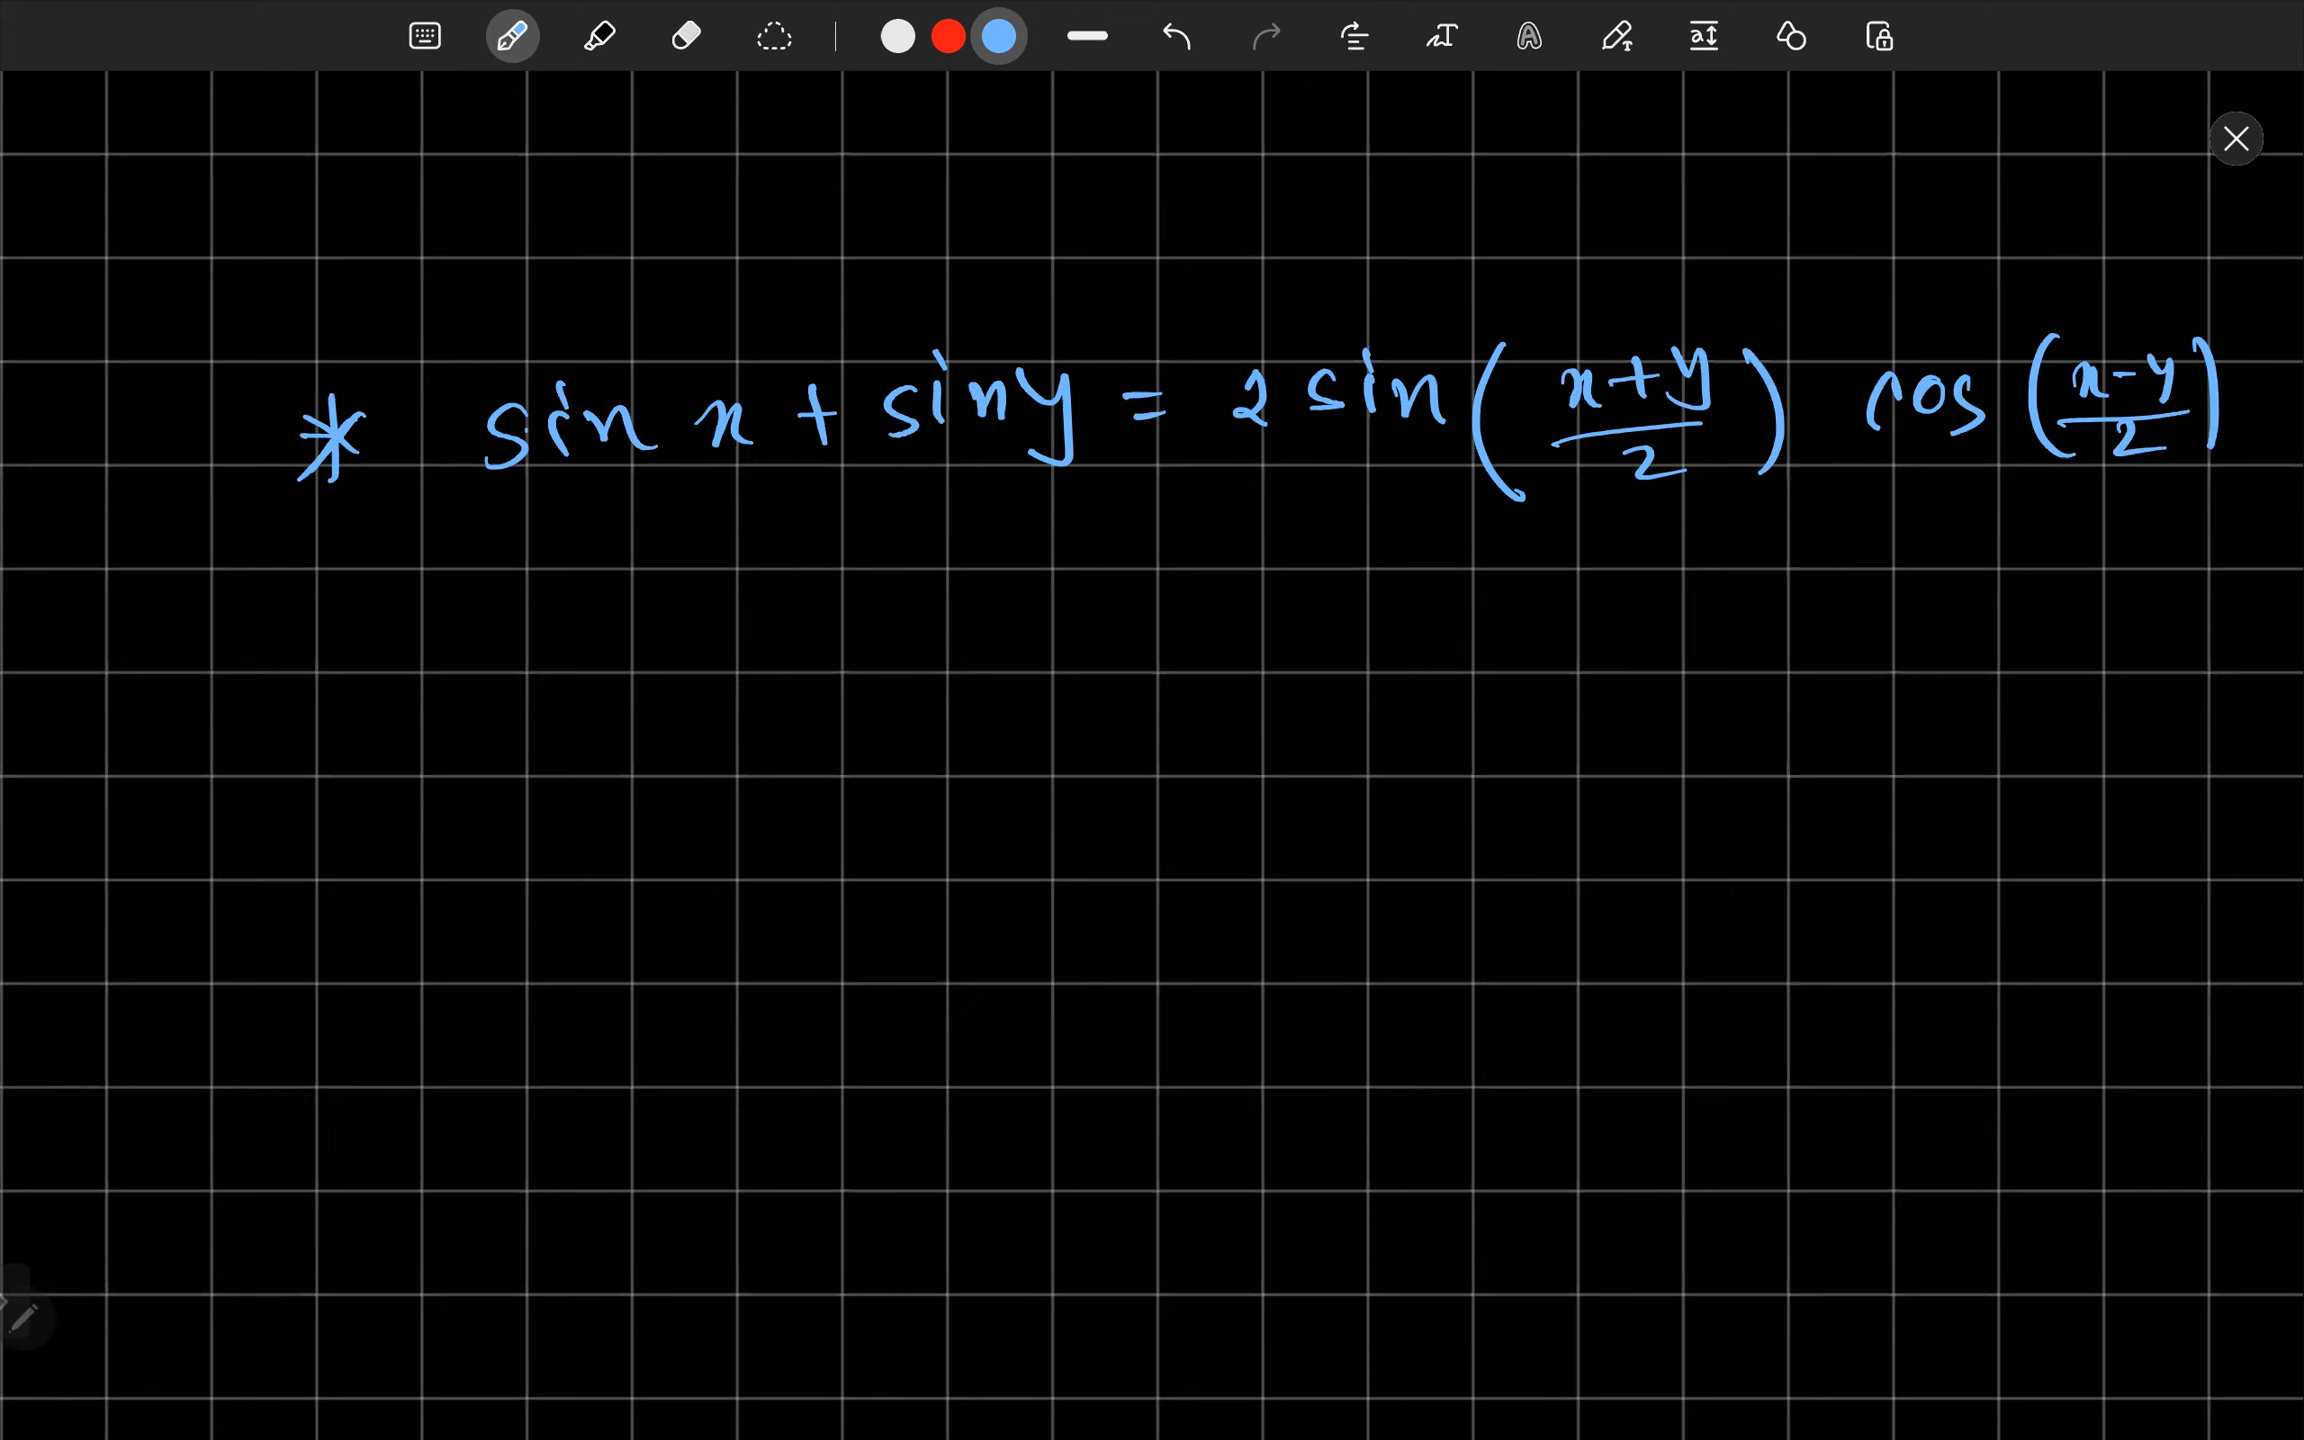 * sin x + sin y = 2 sin ( x+y / 2 ) cos ( x-y / 2 )